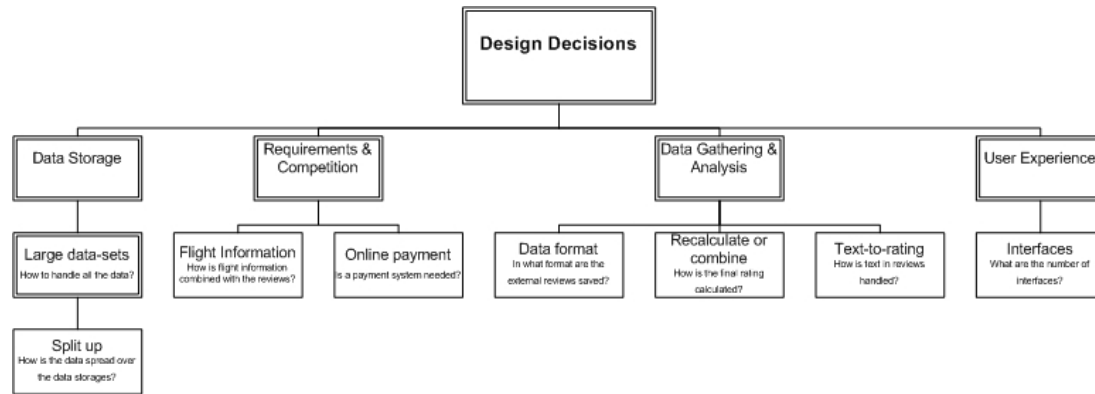 Design Decisions
Data Storage
Requirements &
Competition
Data Gathering &
Analysis
User Experience
Large data-sets
How to handle all the data?
Flight Information
How is flight information
combined with the reviews?
Online payment
Is a payment system needed?
Data format
In what format are the
external reviews saved?
Recalculate or
combine
How is the final rating
calculated?
Text-to-rating
How is text in reviews
handled?
Interfaces
What are the number of
interfaces?
Split up
How is the data spread over
the data storages?